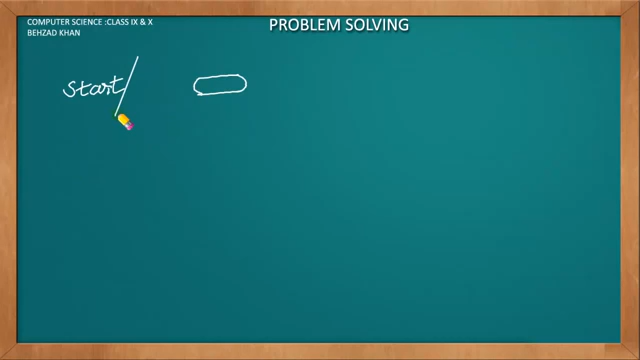 COMPUTER SCIENCE :CLASS IX & X
BEHZAD KHAN
PROBLEM SOLVING
Start/